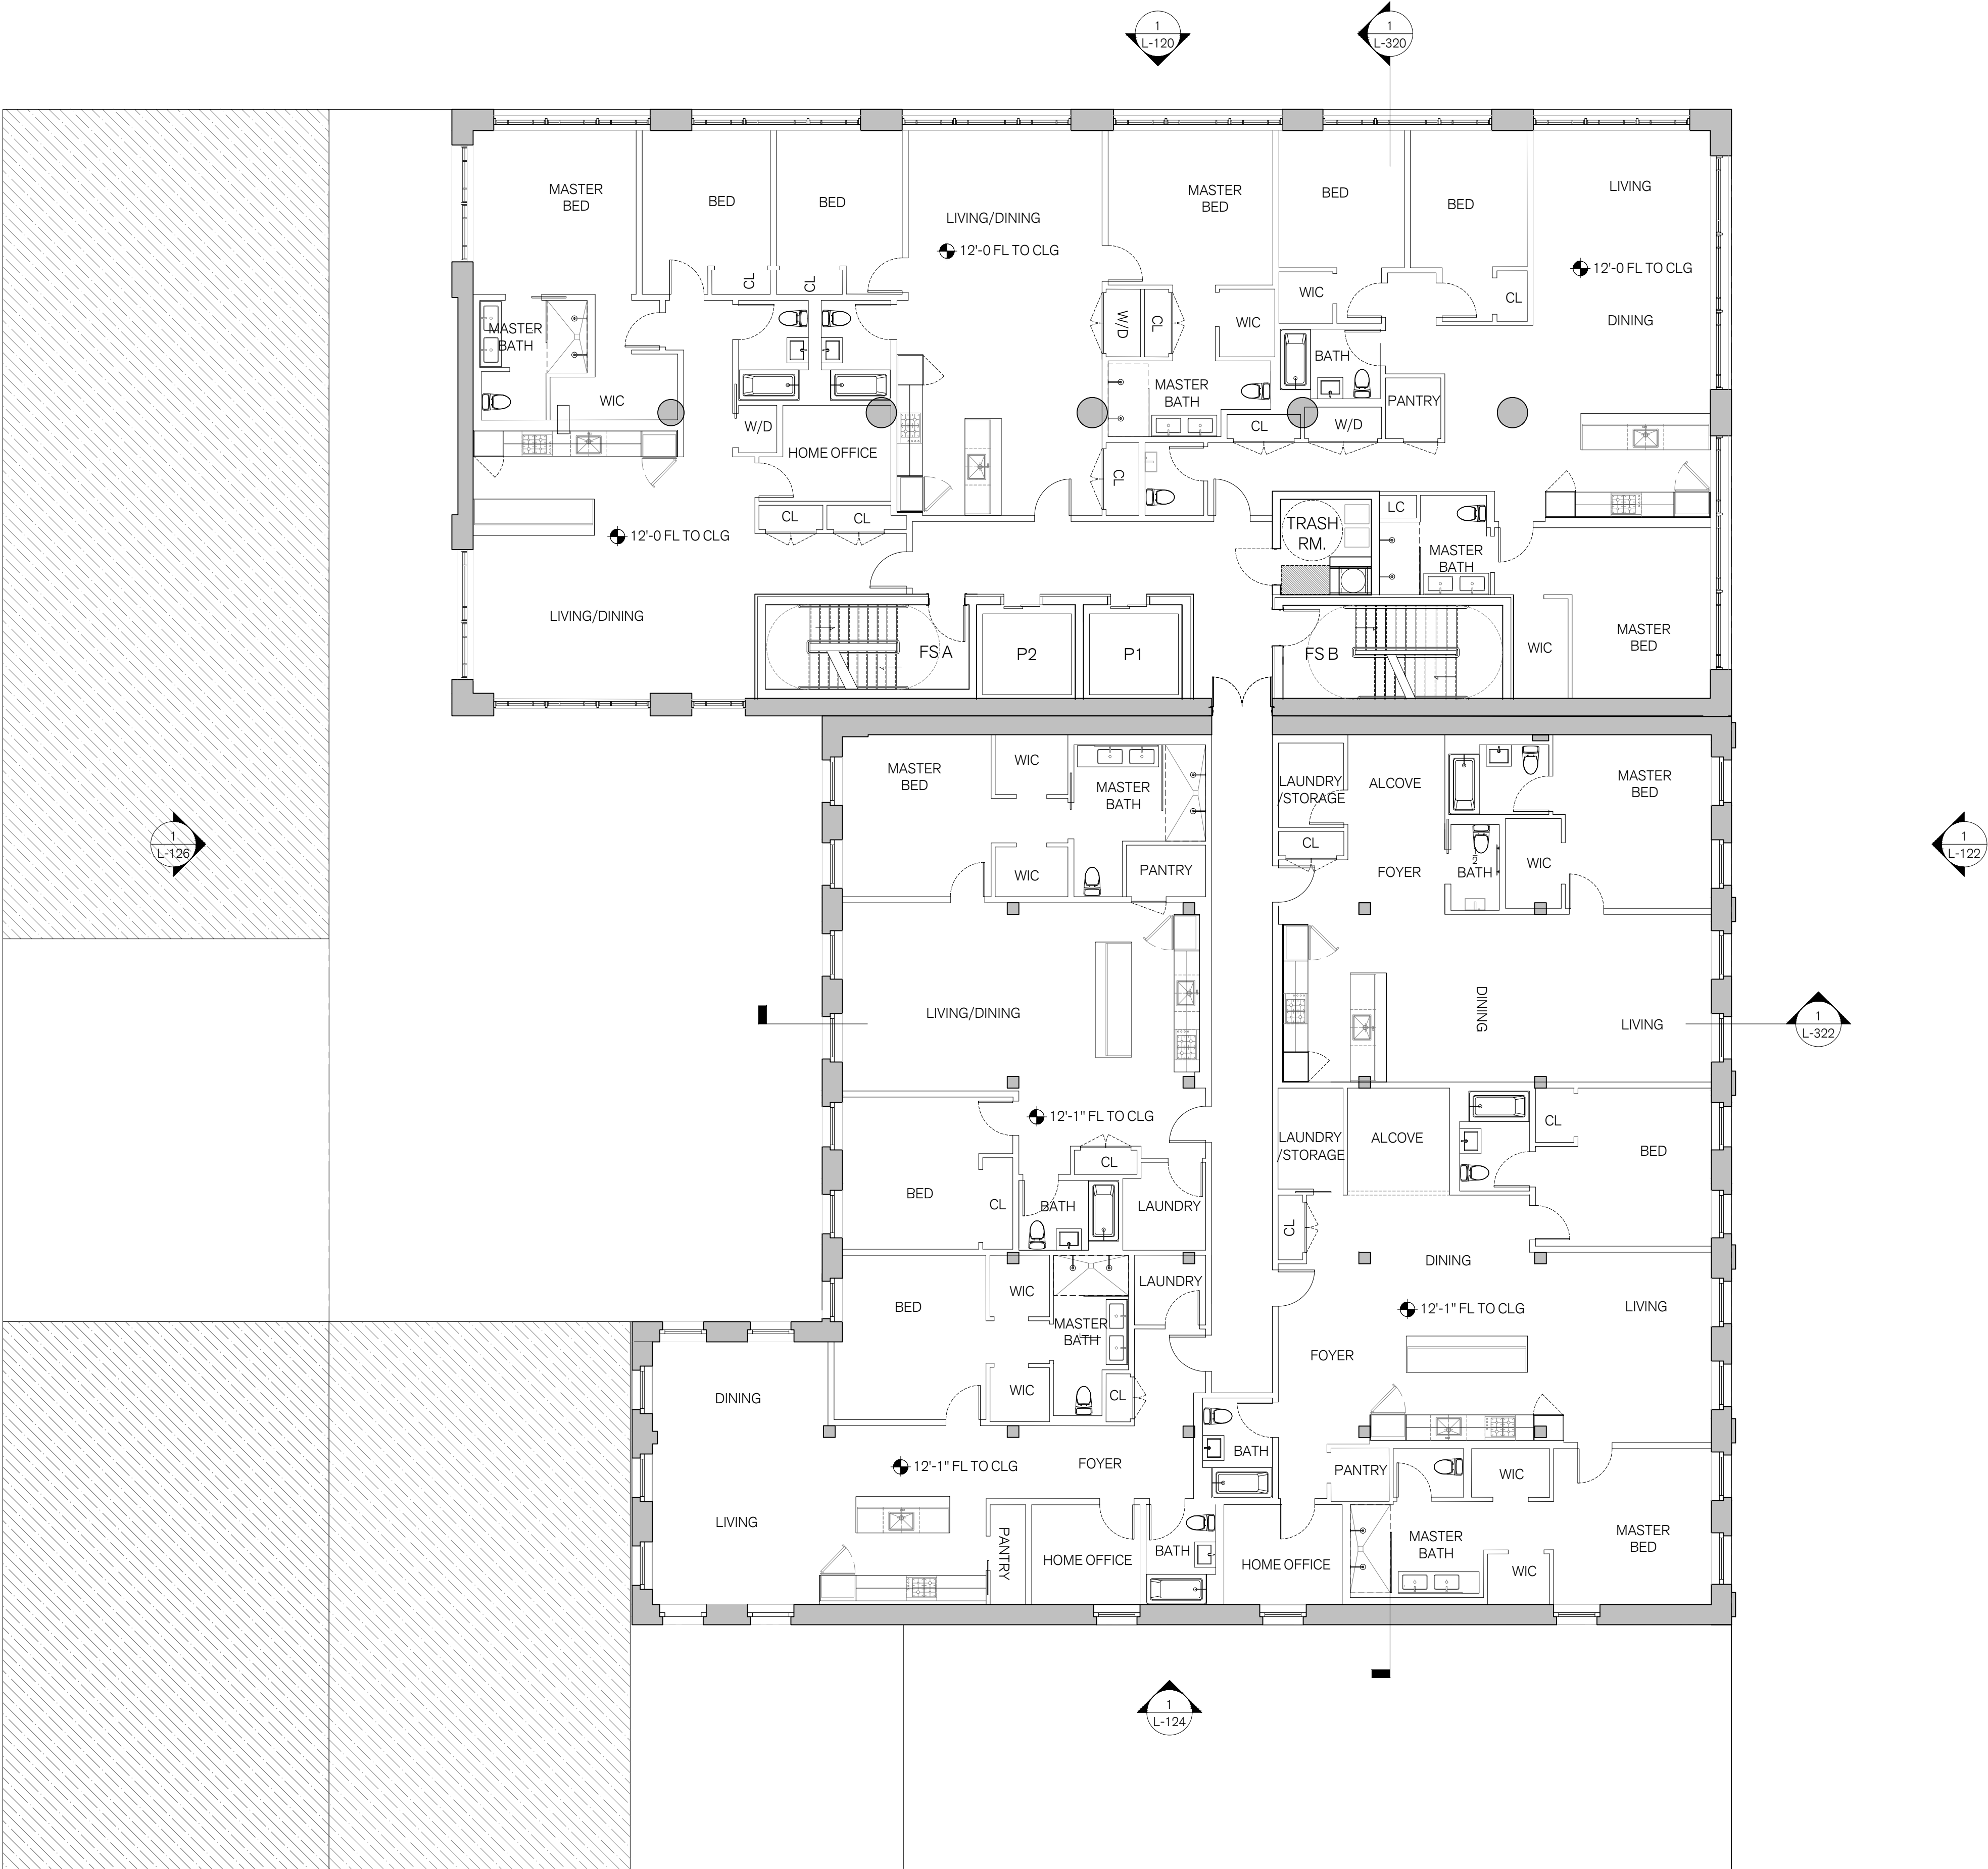 1
L-120
1
L-320
MASTER
BED
BED
BED
LIVING/DINING
12'-0 FL TO CLG
MASTER
BED
BED
BED
LIVING
12'-0 FL TO CLG
DINING
CL
CL
WIC
CL
MASTER
BATH
W/D
CL
WIC
BATH
WIC
MASTER
BATH
PANTRY
W/D
HOME OFFICE
CL
W/D
CL
CL
CL
12'-0 FL TO CLG
LIVING/DINING
TRASH
RM.
LC
MASTER
BATH
FS A
P2
P1
FS B
WIC
MASTER
BED
MASTER
BED
WIC
MASTER
BATH
WIC
PANTRY
LAUNDRY
/STORAGE
ALCOVE
CL
FOYER
2
BATH
WIC
MASTER
BED
1
L-126
1
L-122
LIVING/DINING
DINING
LIVING
1
L-322
12'-1" FL TO CLG
CL
BED
CL
BATH
LAUNDRY
LAUNDRY
/STORAGE
ALCOVE
CL
BED
CL
DINING
12'-1" FL TO CLG
LIVING
FOYER
BED
WIC
LAUNDRY
MASTER
BATH
WIC
CL
DINING
12'-1" FL TO CLG
FOYER
LIVING
PANTRY
HOME OFFICE
BATH
BATH
HOME OFFICE
PANTRY
WIC
MASTER
BATH
WIC
MASTER
BED
1
L-124